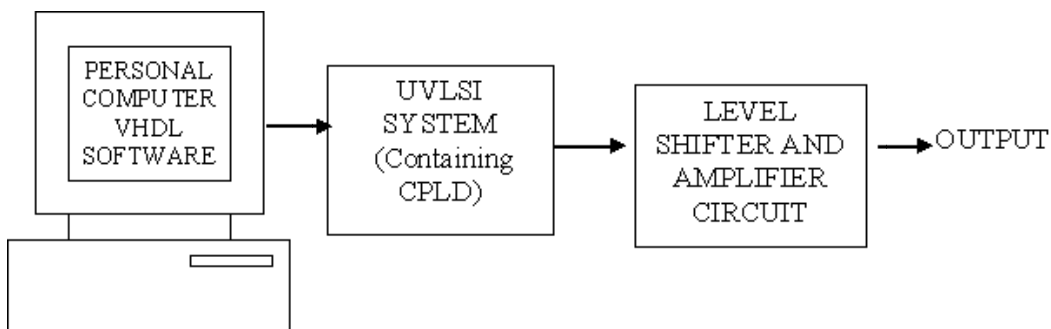 PERSONAL
COMPUTER
VHDL
SOFTWARE
UVLSI
SYSTEM
(Containing
CPLD)
LEVEL
SHIFTER AND
AMPLIFIER
CIRCUIT
OUTPUT